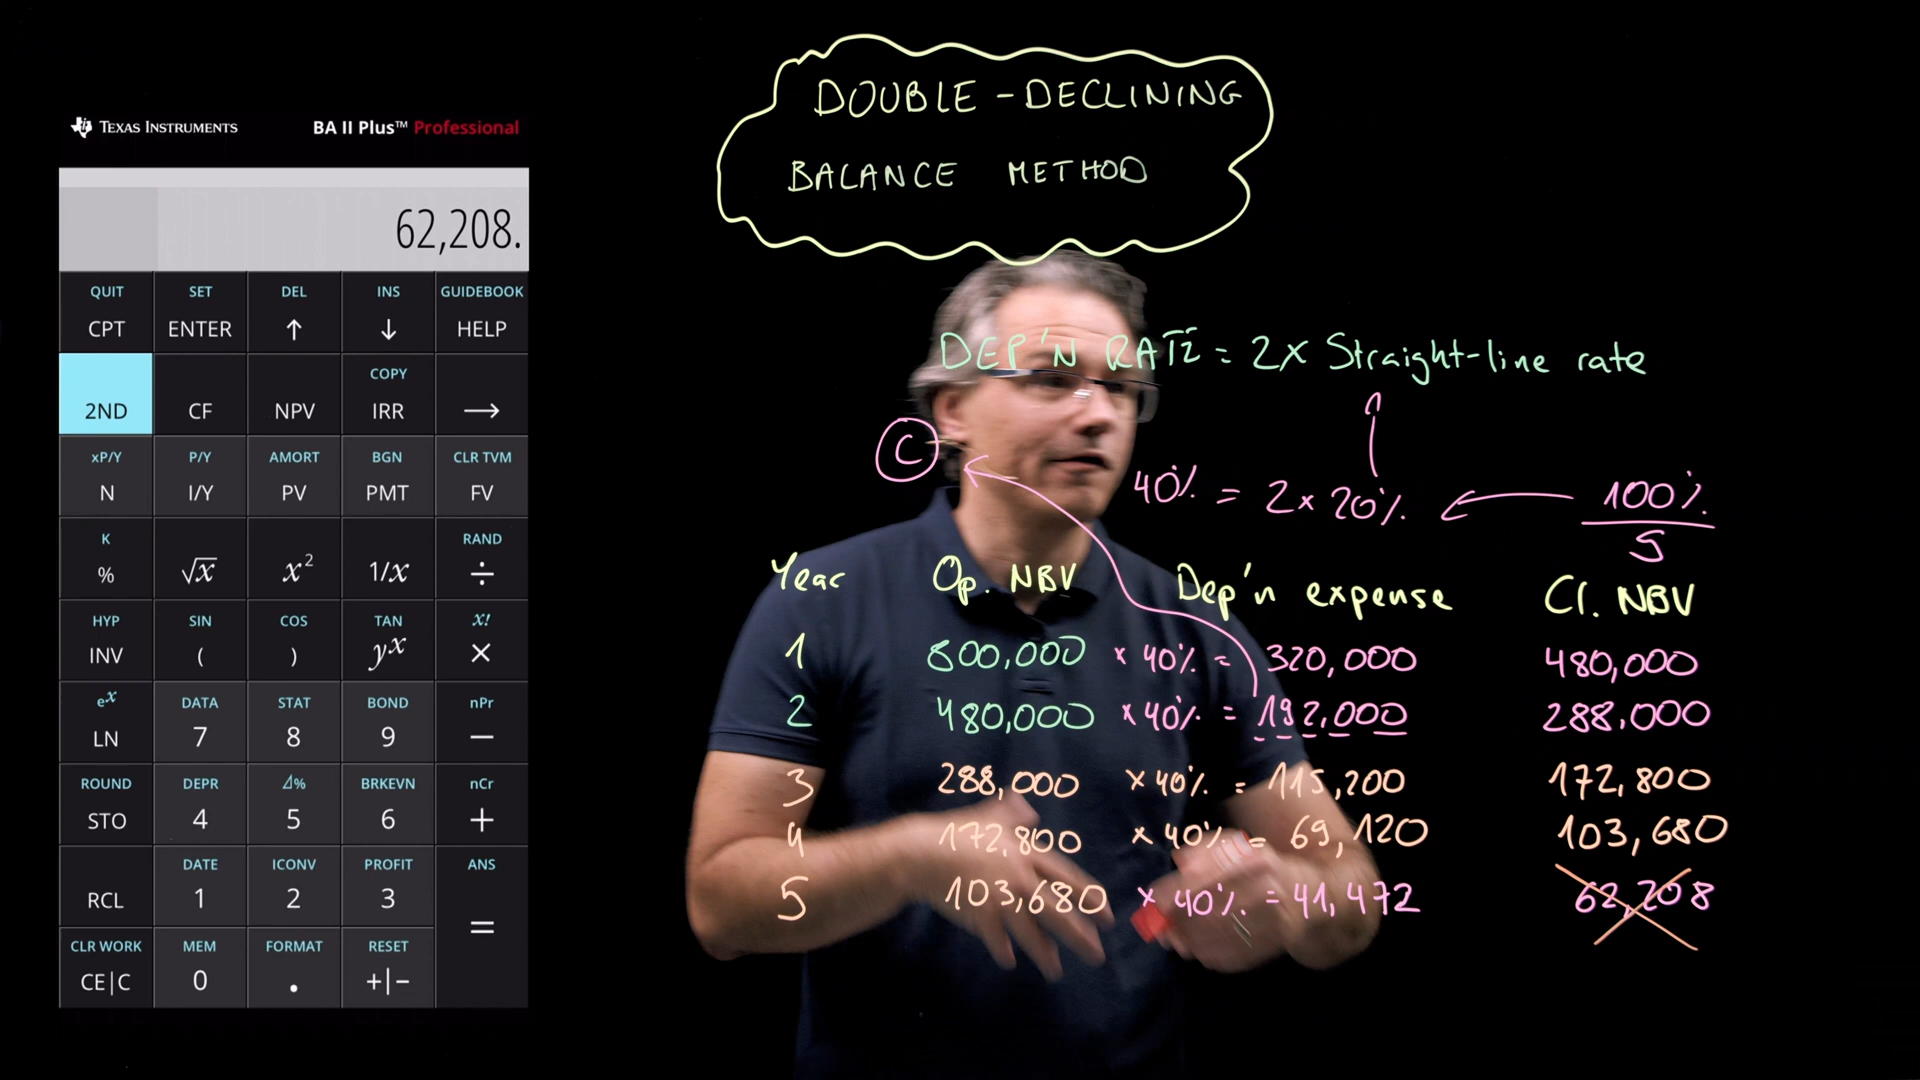 TEXAS INSTRUMENTS BA II Plus™ Professional
62,208.
QUIT SET DEL INS GUIDEBOOK
CPT ENTER ↑ ↓ HELP
COPY
2ND CF NPV IRR →
xP/Y P/Y AMORT BGN CLR TVM
N I/Y PV PMT FV
K RAND
% √x x² 1/x ÷
HYP SIN COS TAN x!
INV ( ) yˣ ×
eˣ DATA STAT BOND nPr
LN 7 8 9 −
ROUND DEPR Δ% BRKEVN nCr
STO 4 5 6 +
DATE ICONV PROFIT ANS
RCL 1 2 3 =
CLR WORK MEM FORMAT RESET
CE|C 0 . +|−
DOUBLE-DECLINING
BALANCE METHOD
DEP'N RATE = 2x Straight-line rate
C
40% = 2 x 20% ← 100%
5
Year Op. NBV Dep'n expense Cl. NBV
1 800,000 x 40% = 320,000 480,000
2 480,000 x 40% = 192,000 288,000
3 288,000 x 40% = 115,200 172,800
4 172,800 x 40% = 69,120 103,680
5 103,680 x 40% = 41,472 62,208